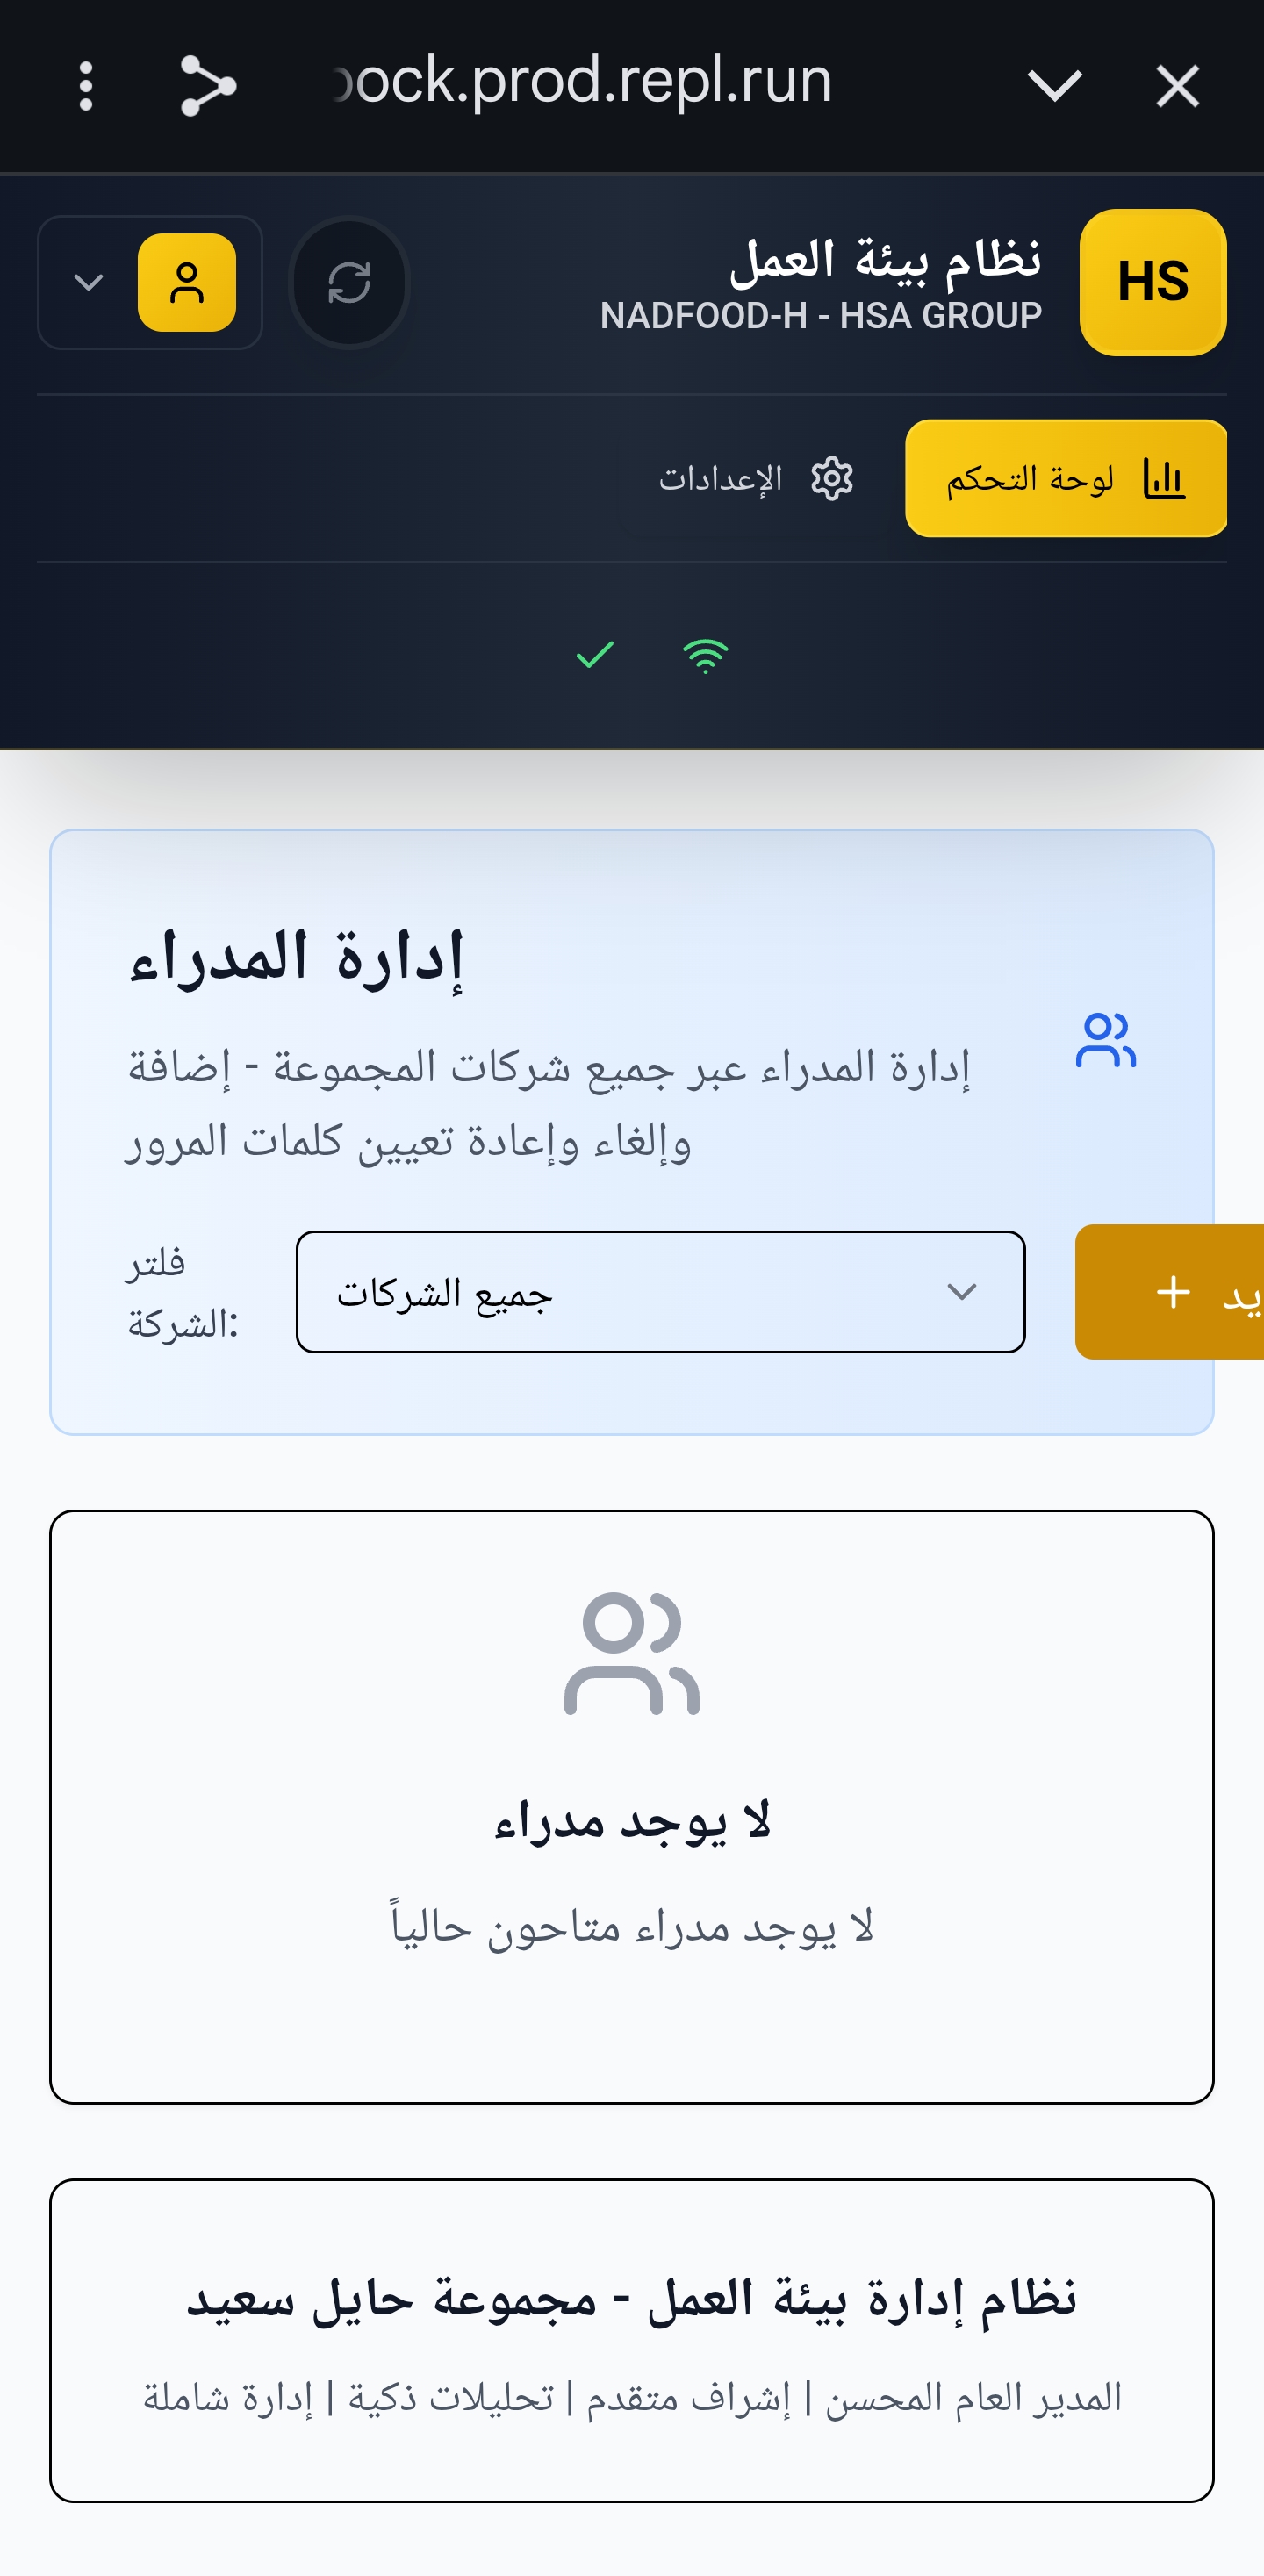 ock.prod.repl.run
HS
نظام بيئة العمل
NADFOOD-H - HSA GROUP
لوحة التحكم
الإعدادات
إدارة المدراء
إدارة المدراء عبر جميع شركات المجموعة - إضافة
وإلغاء وإعادة تعيين كلمات المرور
فلتر
الشركة:
جميع الشركات
لا يوجد مدراء
لا يوجد مدراء متاحون حالياً
نظام إدارة بيئة العمل - مجموعة حايل سعيد
المدير العام المحسن | إشراف متقدم | تحليلات ذكية | إدارة شاملة